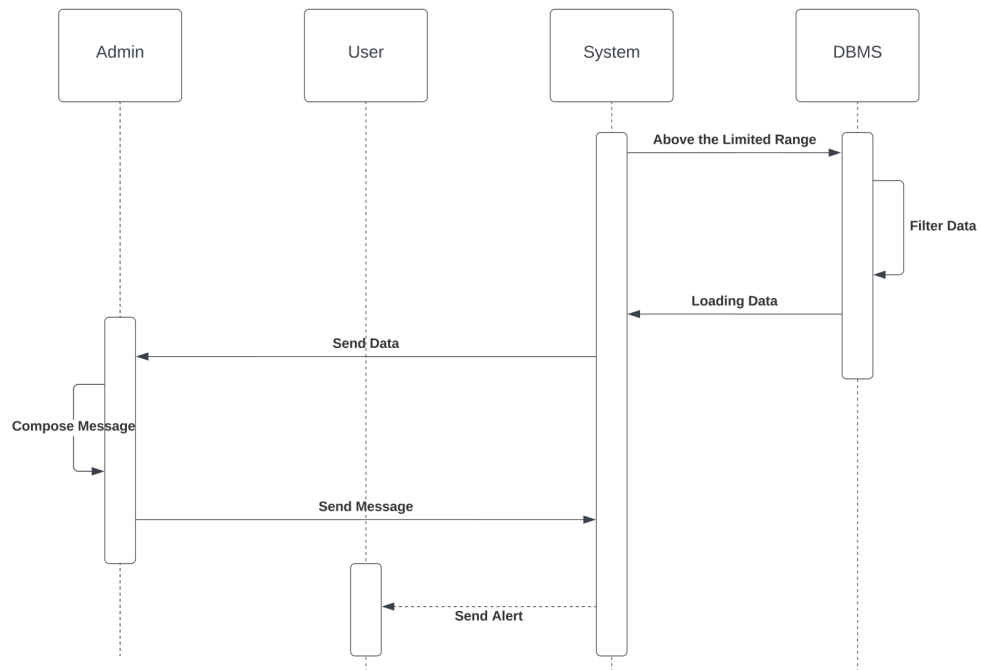 Admin
User
System
DBMS
Above the Limited Range
Filter Data
Loading Data
Send Data
Compose Message
Send Message
Send Alert